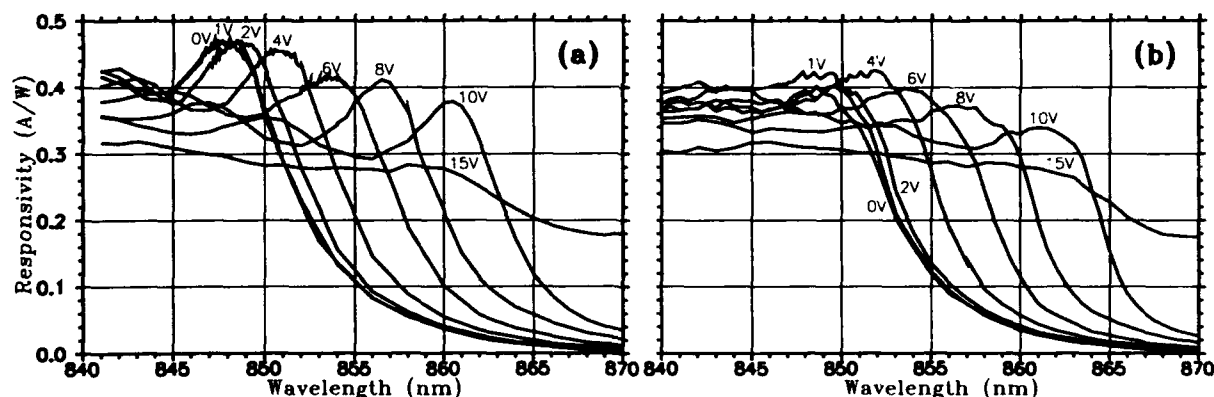 0.5
0.4
0.3
0.2
0.1
0.0
Responsivity (A/W)
0V
1V
2V
4V
6V
8V
10V
15V
(a)
840
845
850
855
860
865
870
Wavelength (nm)
1V
4V
6V
8V
10V
15V
2V
0V
(b)
840
845
850
855
860
865
870
Wavelength (nm)